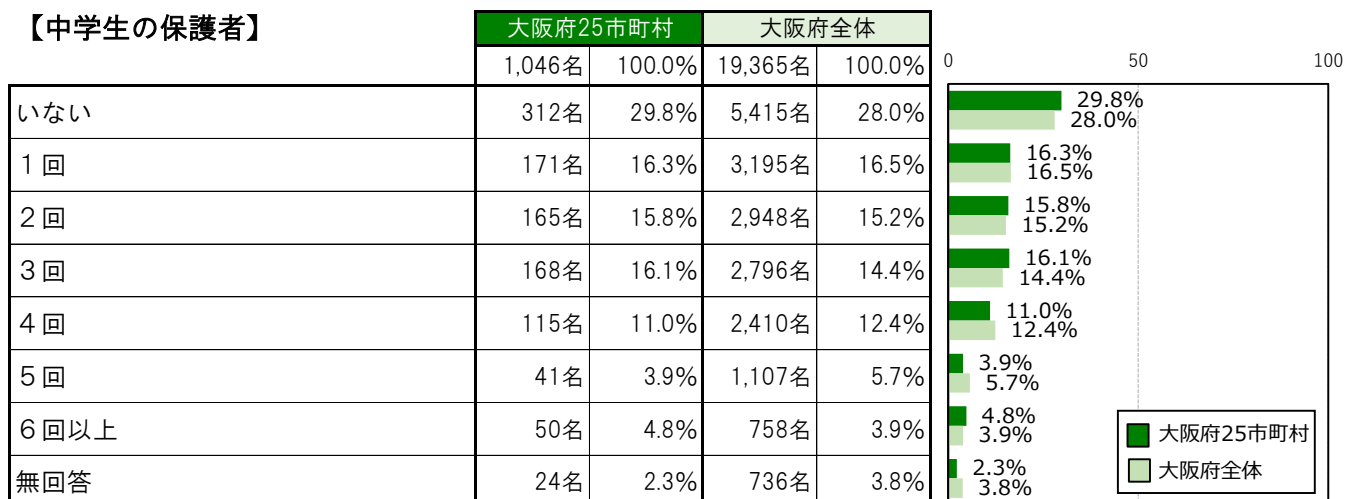 【中学生の保護者】
大阪府25市町村 大阪府全体
1,046名 100.0% 19,365名 100.0%
0 50 100
いない 312名 29.8% 5,415名 28.0%
29.8%
28.0%
１回 171名 16.3% 3,195名 16.5%
16.3%
16.5%
２回 165名 15.8% 2,948名 15.2%
15.8%
15.2%
３回 168名 16.1% 2,796名 14.4%
16.1%
14.4%
４回 115名 11.0% 2,410名 12.4%
11.0%
12.4%
５回 41名 3.9% 1,107名 5.7%
3.9%
5.7%
６回以上 50名 4.8% 758名 3.9%
4.8%
3.9%
無回答 24名 2.3% 736名 3.8%
2.3%
3.8%
大阪府25市町村
大阪府全体